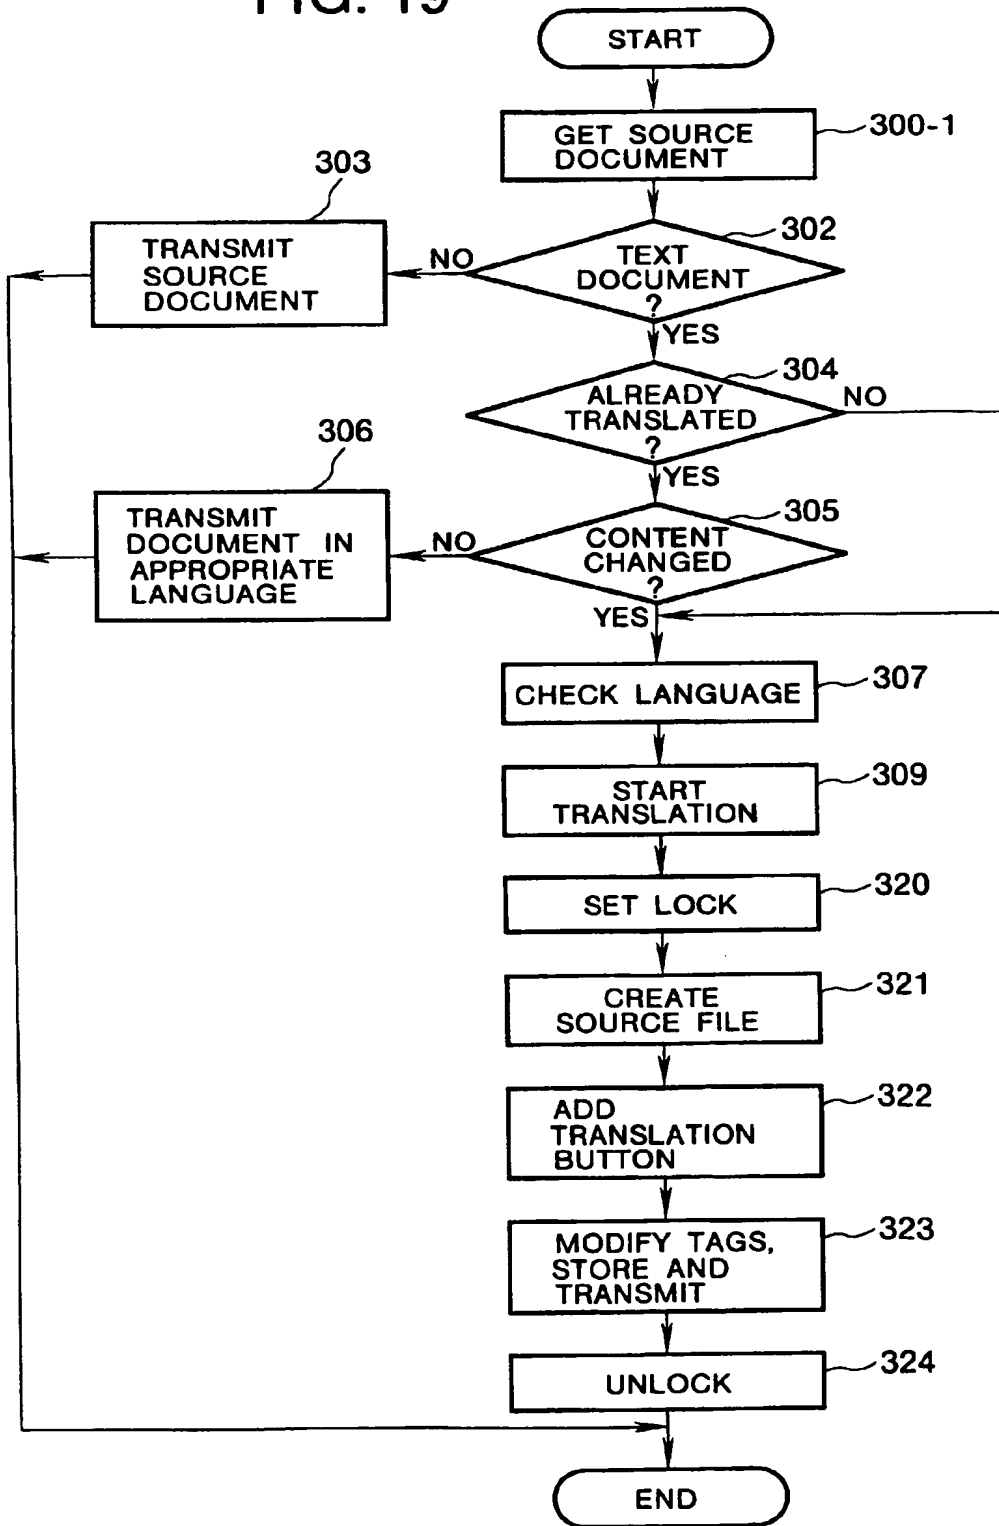 FIG. 19
START
GET SOURCE
DOCUMENT
300-1
303
TRANSMIT
SOURCE
DOCUMENT
NO
TEXT
DOCUMENT
?
302
YES
304
ALREADY
TRANSLATED
?
NO
YES
306
TRANSMIT
DOCUMENT IN
APPROPRIATE
LANGUAGE
NO
305
CONTENT
CHANGED
?
YES
CHECK LANGUAGE
307
START
TRANSLATION
309
SET LOCK
320
CREATE
SOURCE FILE
321
ADD
TRANSLATION
BUTTON
322
MODIFY TAGS,
STORE AND
TRANSMIT
323
UNLOCK
324
END